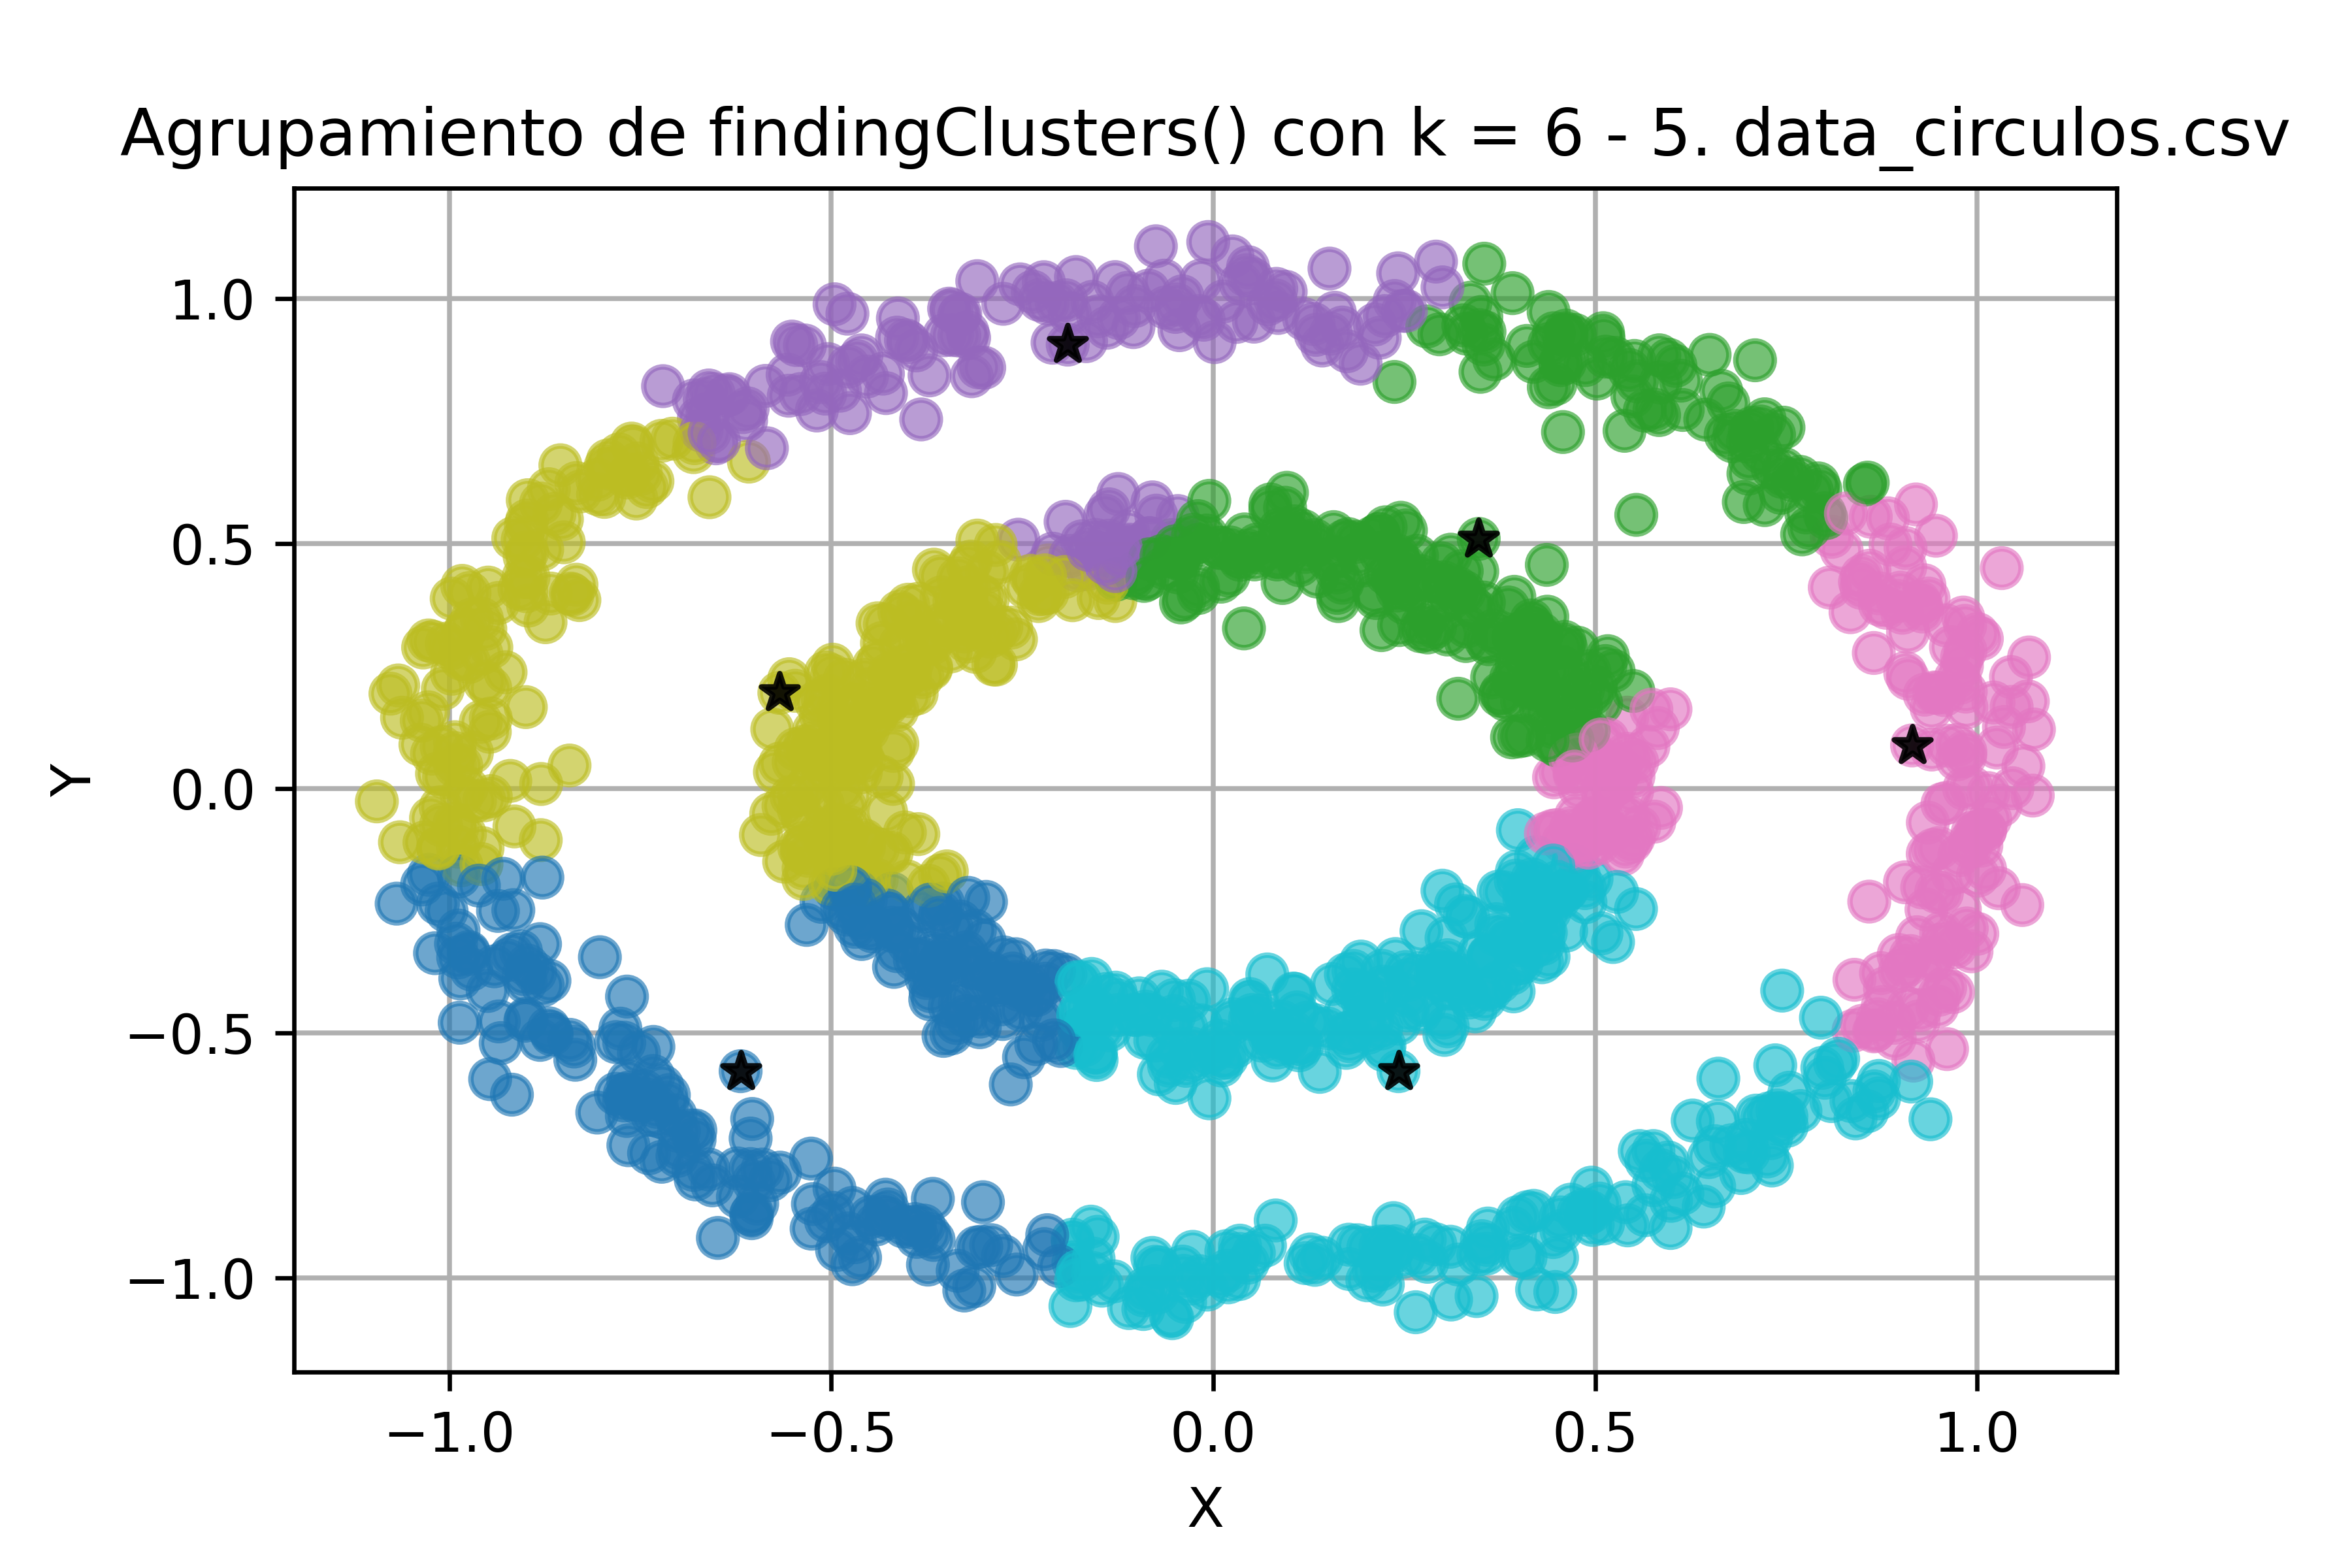 Agrupamiento de findingClusters() con k = 6 - 5. data_circulos.csv
1.0
0.5
0.0
−0.5
−1.0
Y
−1.0 −0.5 0.0 0.5 1.0
X